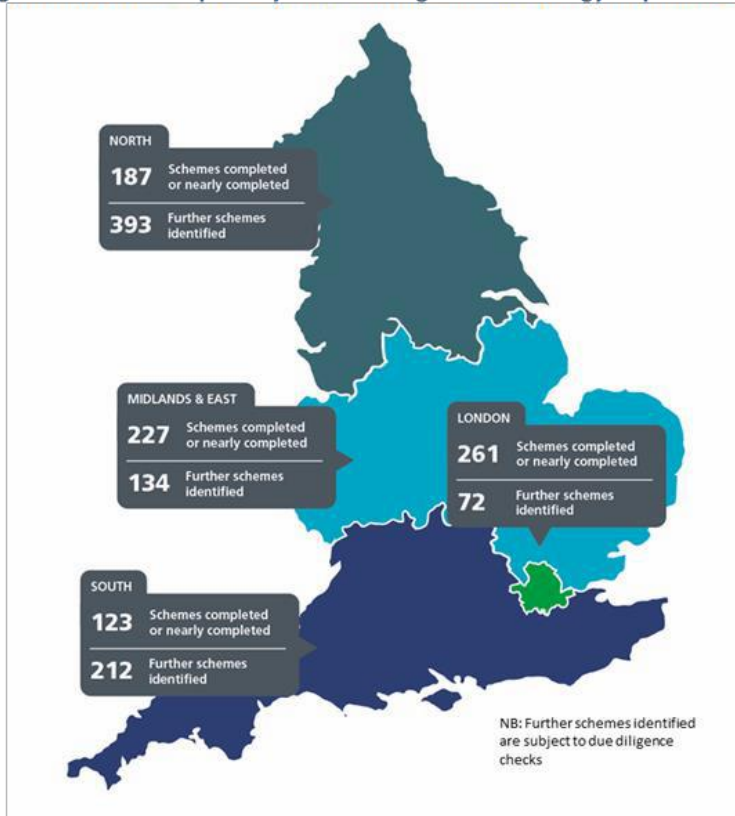 NORTH
187 Schemes completed
or nearly completed
393 Further schemes
identified
MIDLANDS & EAST
227 Schemes completed
or nearly completed
134 Further schemes
identified
LONDON
261 Schemes completed
or nearly completed
72 Further schemes
identified
SOUTH
123 Schemes completed
or nearly completed
212 Further schemes
identified
NB: Further schemes identified
are subject to due diligence
checks